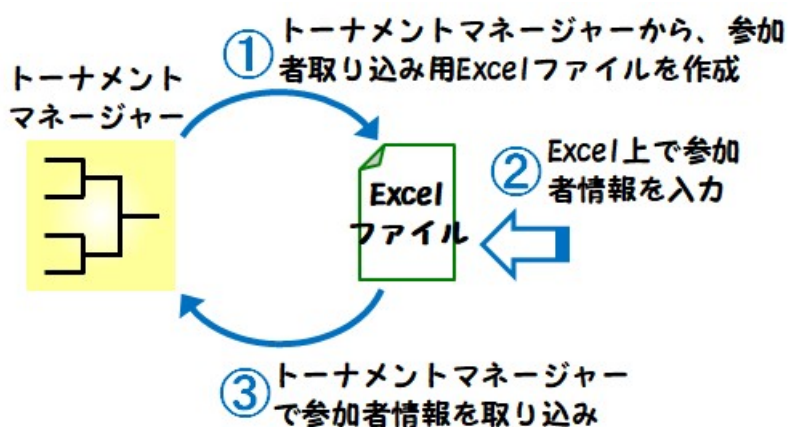 ①トーナメントマネージャーから、参加
者取り込み用Excelファイルを作成
トーナメント
マネージャー
Excel
ファイル
②Excel上で参加
者情報を入力
③トーナメントマネージャー
で参加者情報を取り込み